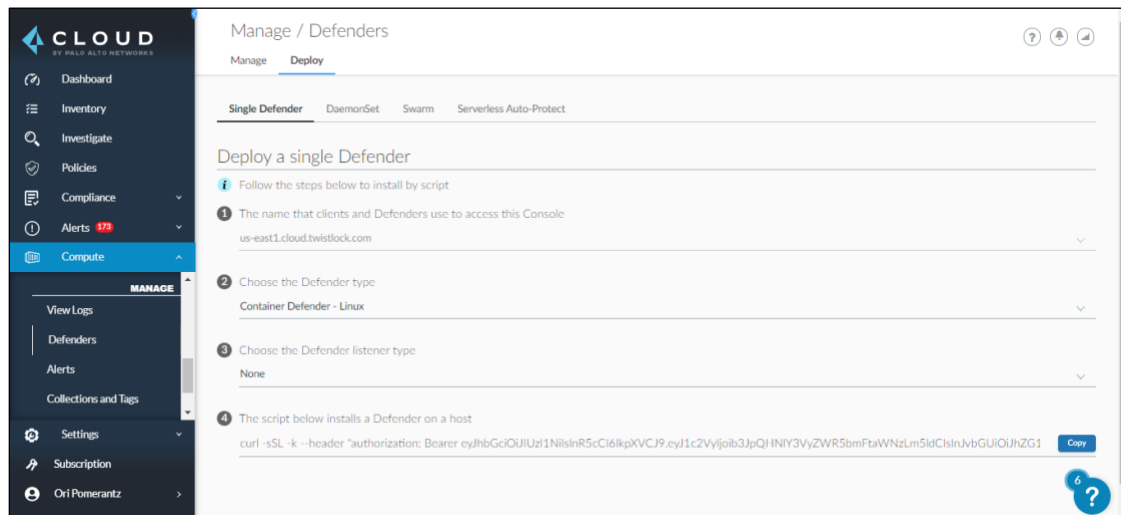 CLOUD
BY PALO ALTO NETWORKS
Dashboard
Inventory
Investigate
Policies
Compliance
Alerts 173
Compute
MANAGE
View Logs
Defenders
Alerts
Collections and Tags
Settings
Subscription
Ori Pomerantz
Manage / Defenders
Manage Deploy
Single Defender DaemonSet Swarm Serverless Auto-Protect
Deploy a single Defender
i Follow the steps below to install by script
1 The name that clients and Defenders use to access this Console
us-east1.cloud.twistlock.com
2 Choose the Defender type
Container Defender - Linux
3 Choose the Defender listener type
None
4 The script below installs a Defender on a host
curl -sSL -k --header "authorization: Bearer
Copy
6
?